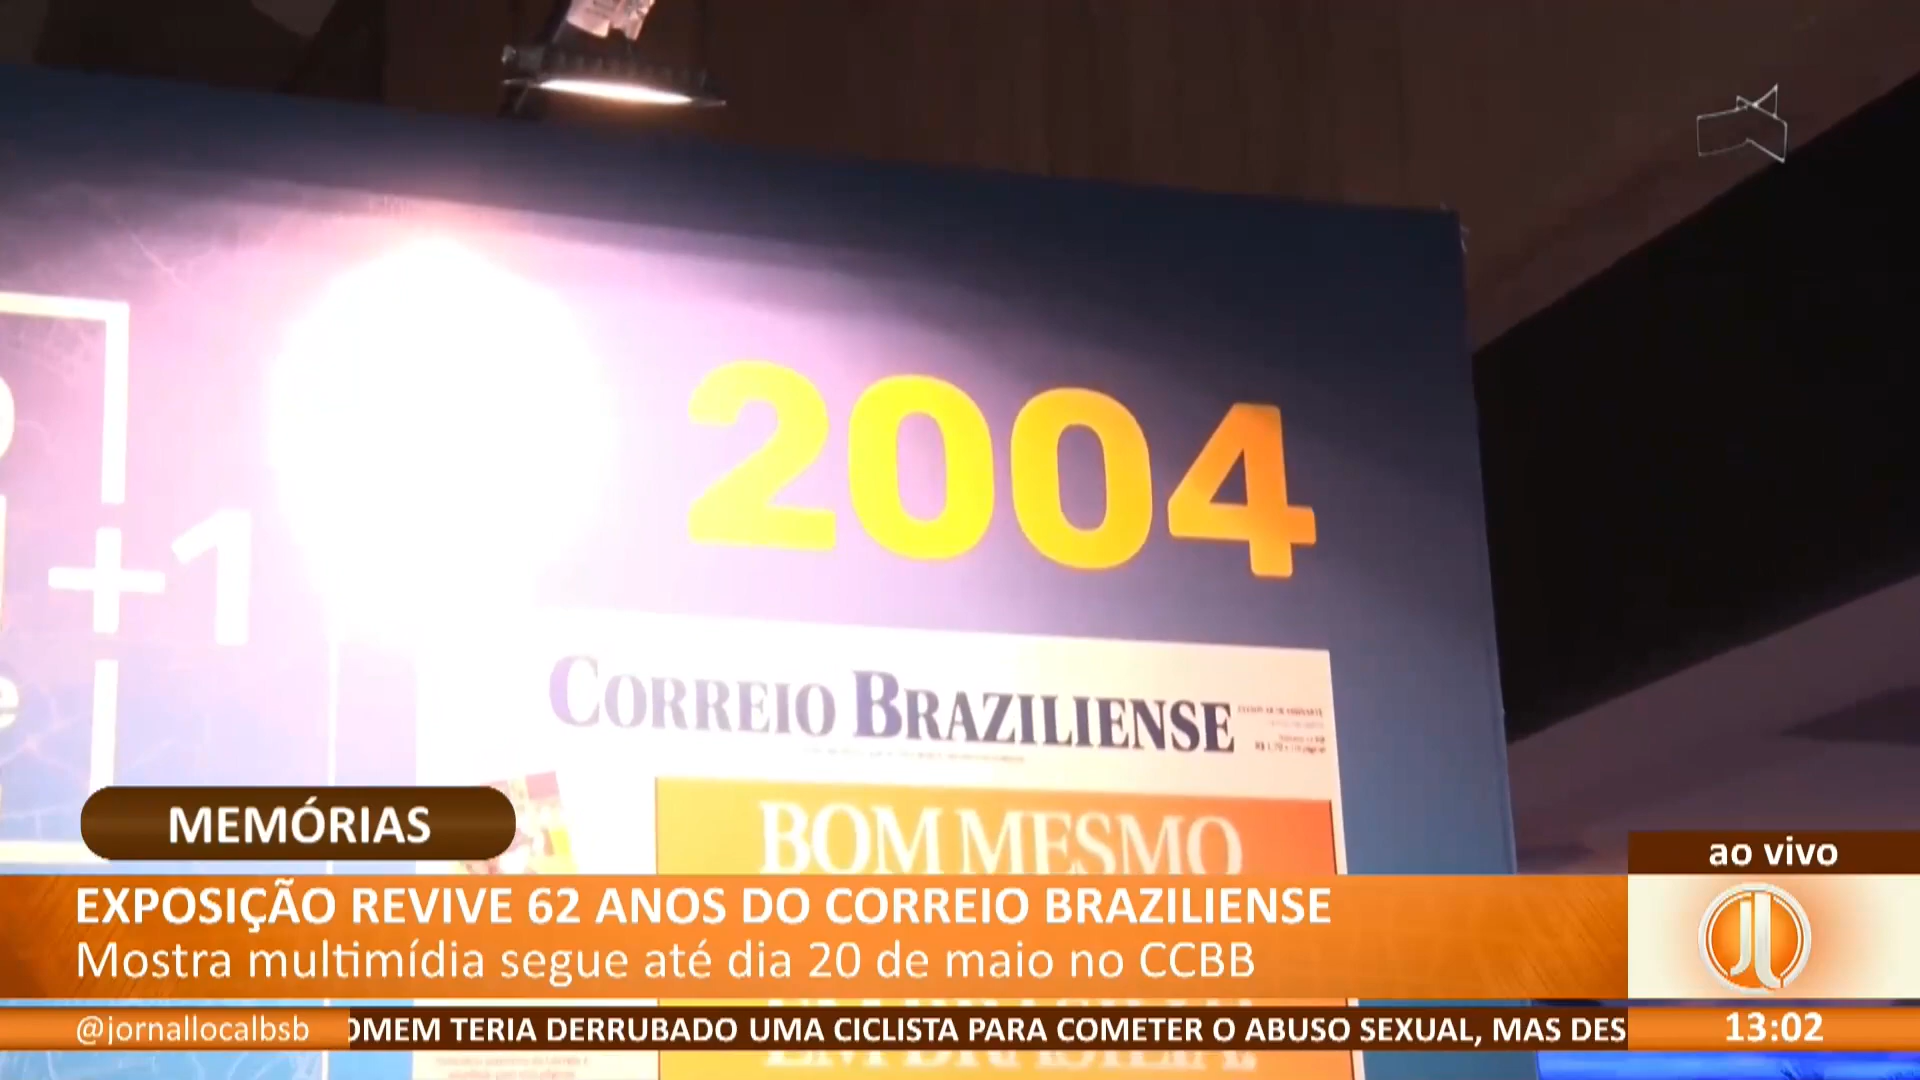 2004
+1
CORREIO BRAZILIENSE
BOM MESMO
MEMÓRIAS
EXPOSIÇÃO REVIVE 62 ANOS DO CORREIO BRAZILIENSE
Mostra multimídia segue até dia 20 de maio no CCBB
ao vivo
@jornallocalbsb
OMEM TERIA DERRUBADO UMA CICLISTA PARA COMETER O ABUSO SEXUAL, MAS DES
13:02